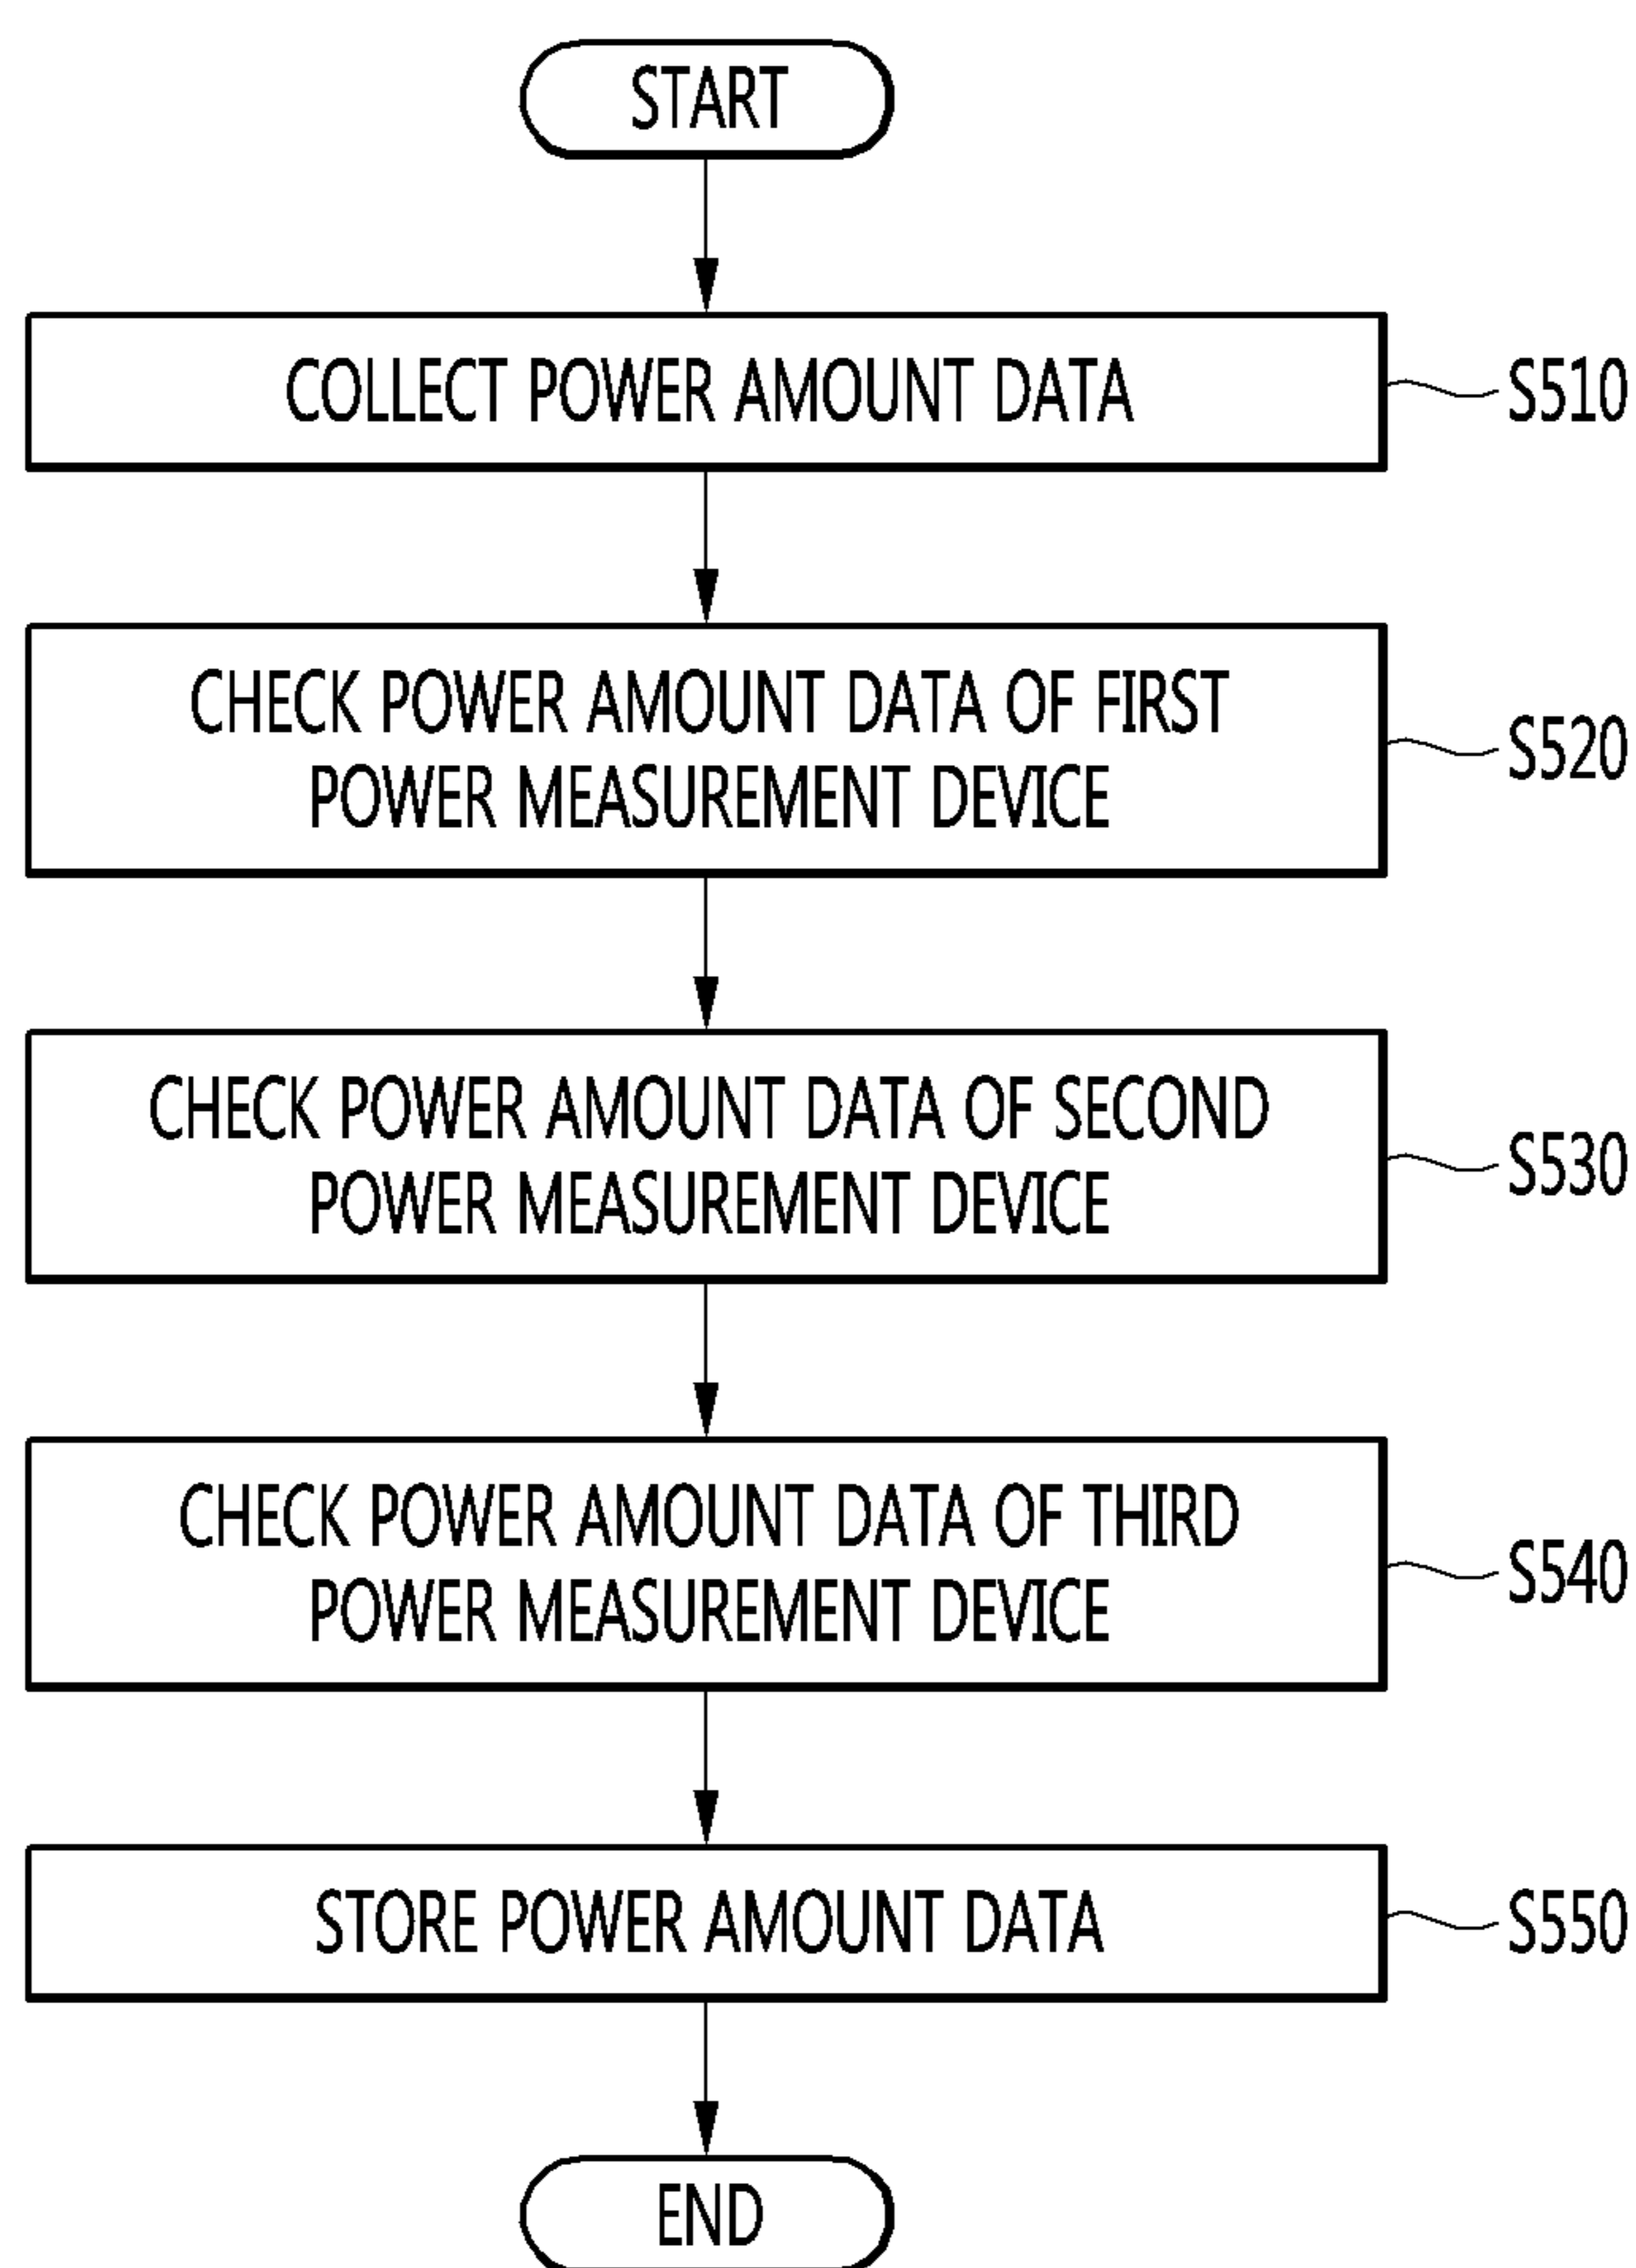 START
COLLECT POWER AMOUNT DATA
S510
CHECK POWER AMOUNT DATA OF FIRST
POWER MEASUREMENT DEVICE
S520
CHECK POWER AMOUNT DATA OF SECOND
POWER MEASUREMENT DEVICE
S530
CHECK POWER AMOUNT DATA OF THIRD
POWER MEASUREMENT DEVICE
S540
STORE POWER AMOUNT DATA
S550
END